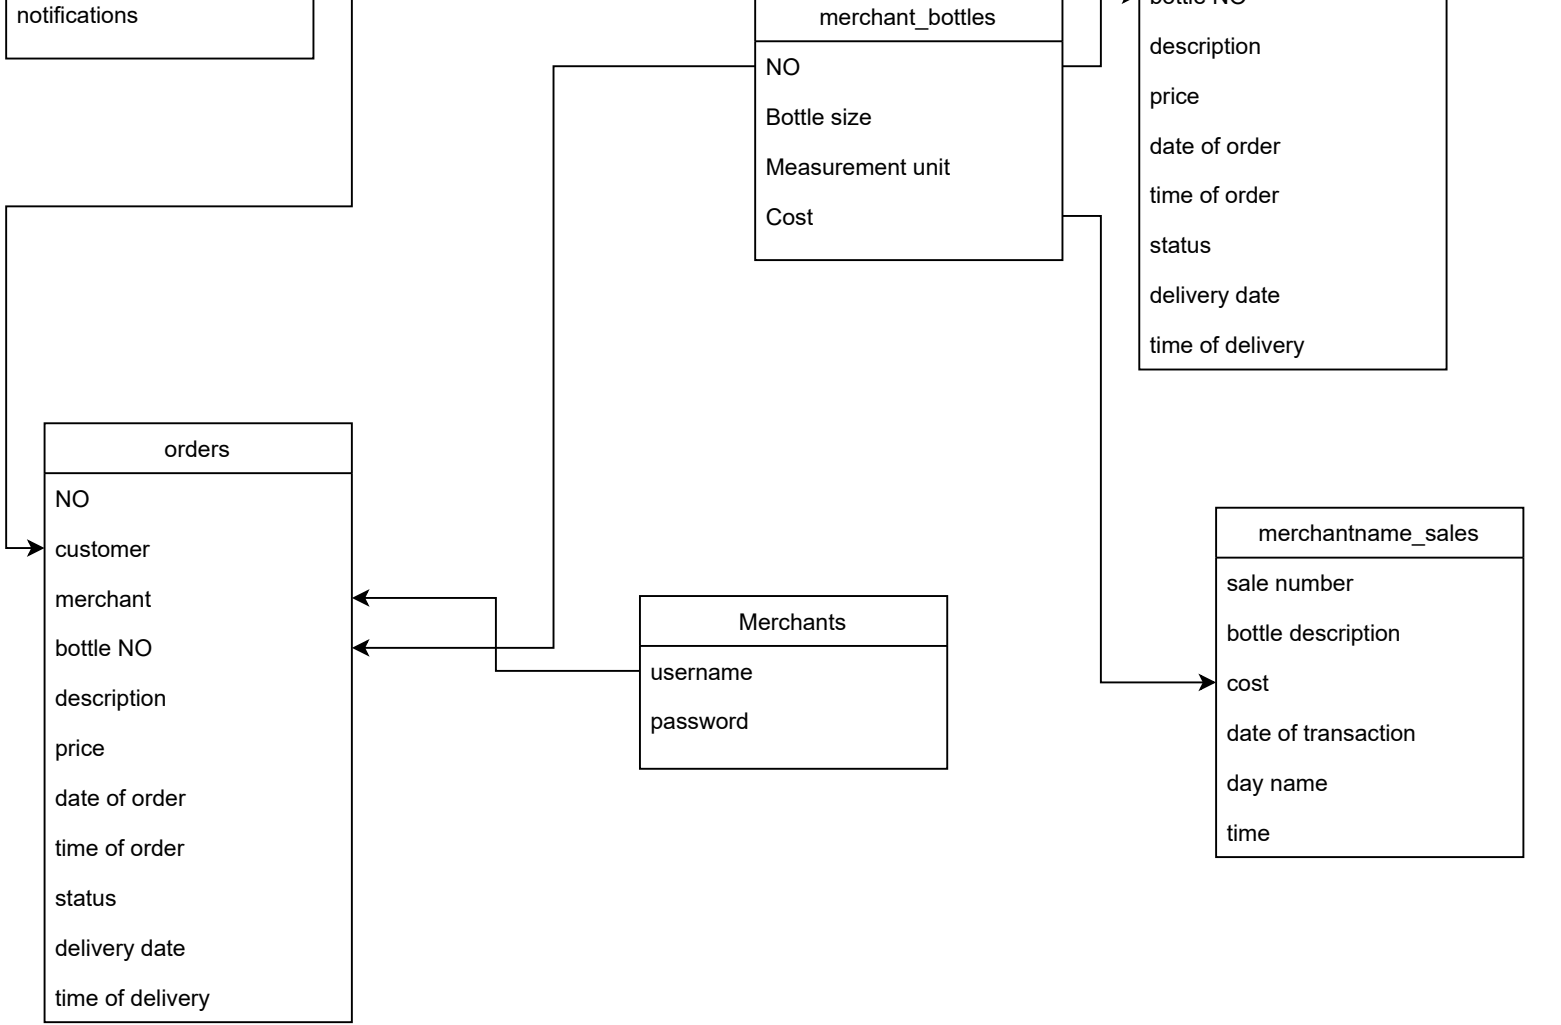 notifications
merchant_bottles
NO
Bottle size
Measurement unit
Cost
bottle NO
description
price
date of order
time of order
status
delivery date
time of delivery
orders
NO
customer
merchant
bottle NO
description
price
date of order
time of order
status
delivery date
time of delivery
Merchants
username
password
merchantname_sales
sale number
bottle description
cost
date of transaction
day name
time